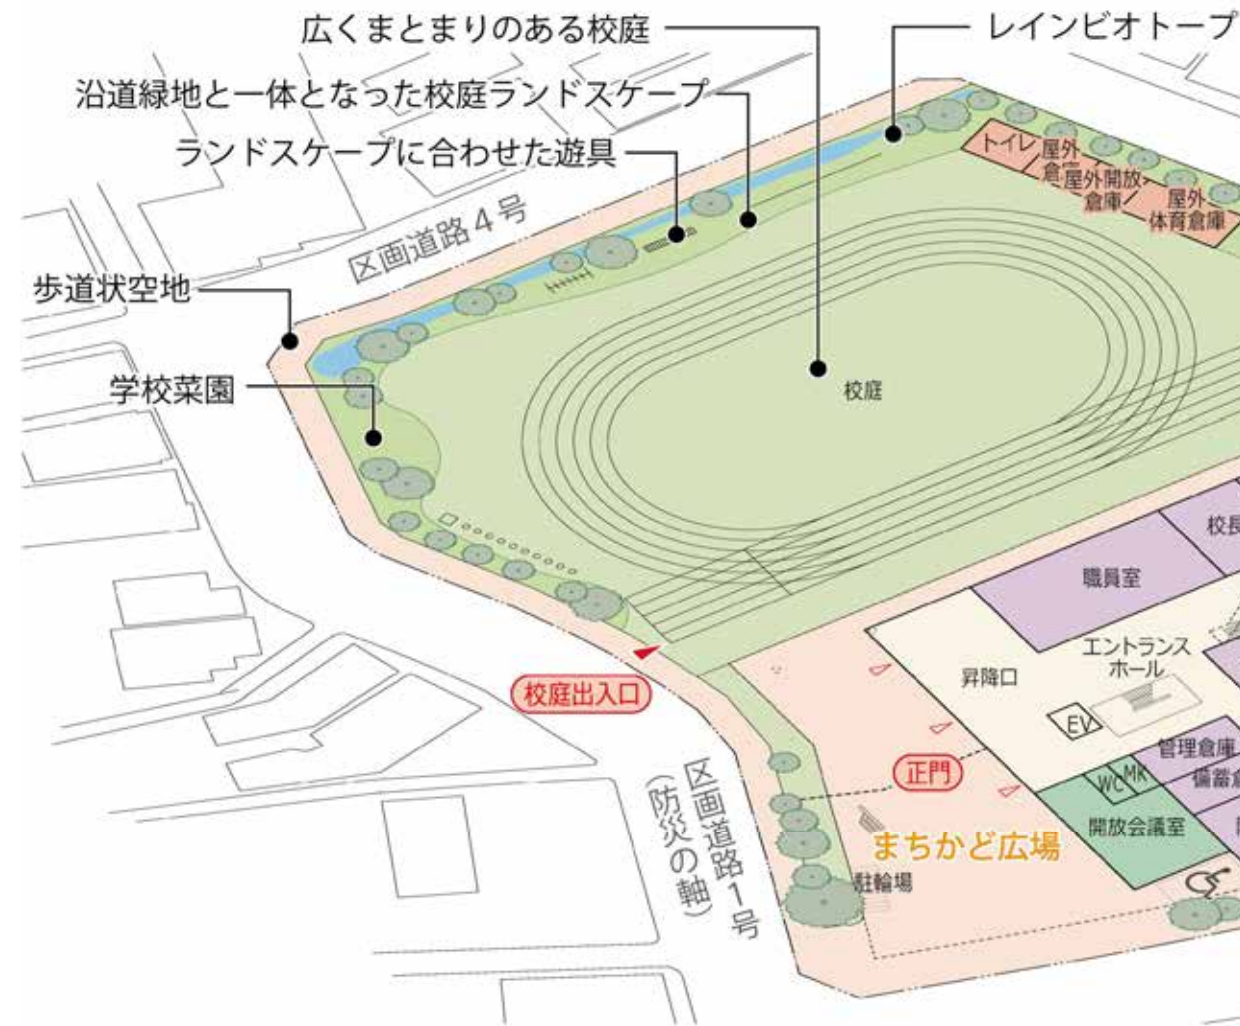 広くまとまりのある校庭
レインビオトープ
沿道緑地と一体となった校庭ランドスケープ
ランドスケープに合わせた遊具
トイレ
屋外
屋外開放
倉庫
屋外
体育倉庫
区画道路4号
歩道状空地
学校菜園
校庭
校長
職員室
エントランス
ホール
昇降口
校庭出入口
EV
管理倉庫
正門
WC
MK
備蓄
開放会議室
まちかど広場
駐輪場
区画道路1号
(防災の軸)